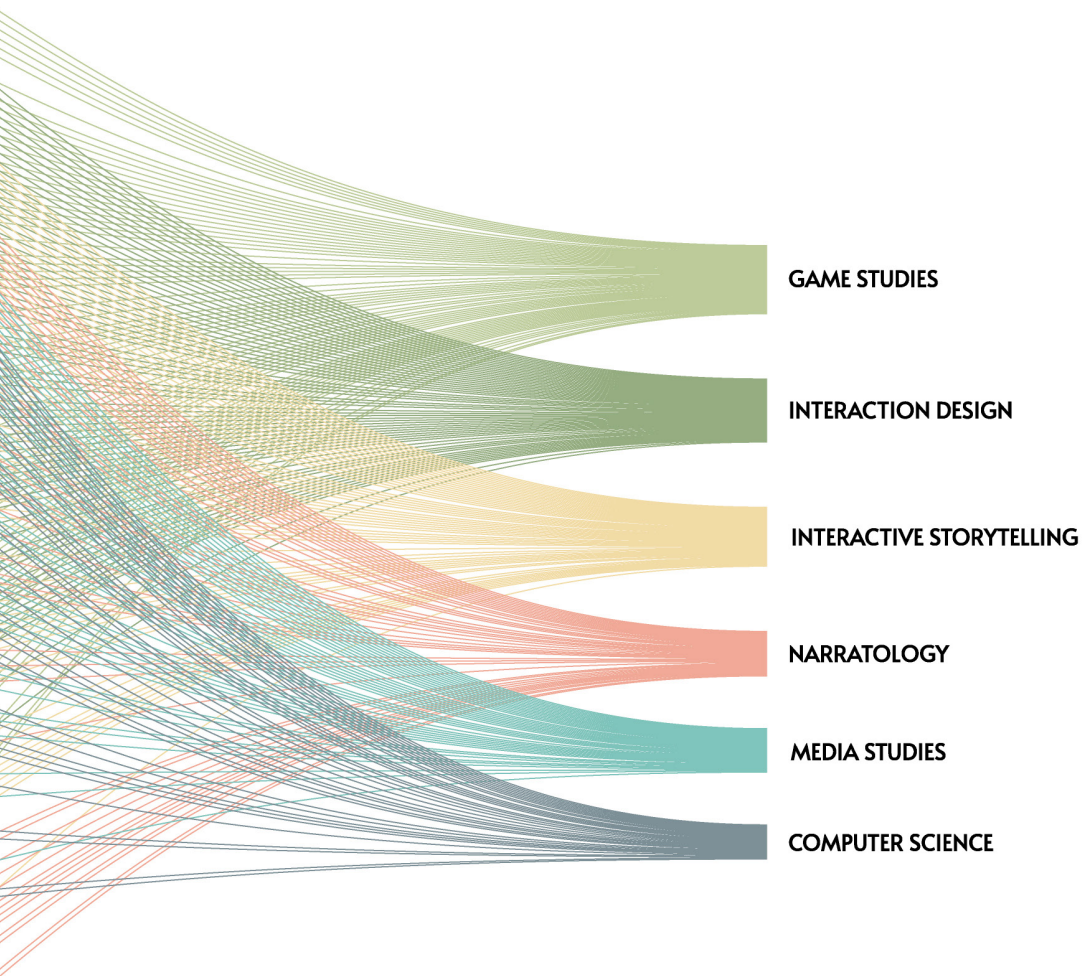 GAME STUDIES
INTERACTION DESIGN
INTERACTIVE STORYTELLING
NARRATOLOGY
MEDIA STUDIES
COMPUTER SCIENCE